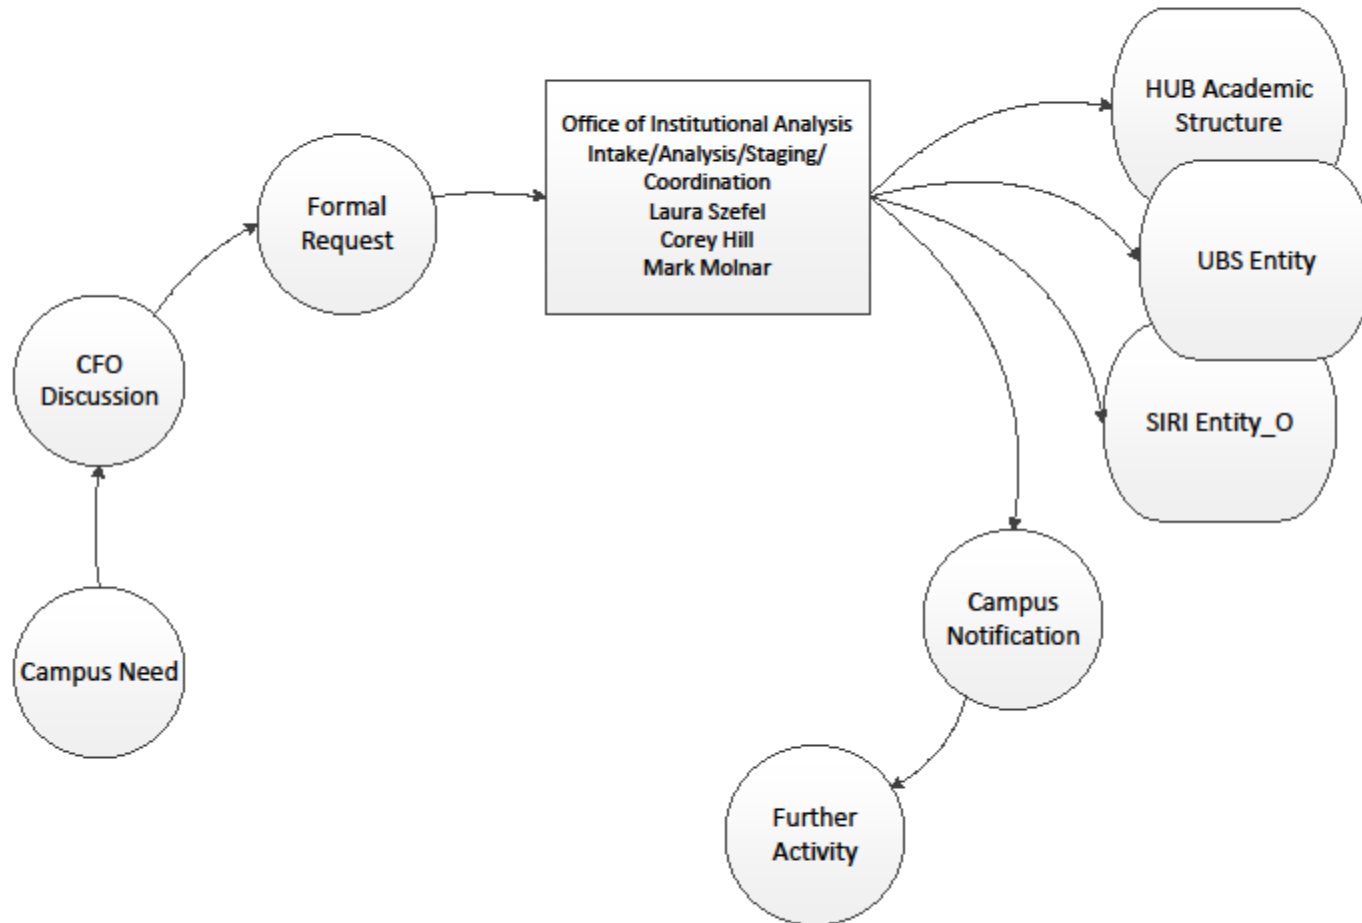 HUB Academic
Structure
Office of Institutional Analysis
Intake/Analysis/Staging/
Coordination
Laura Szefel
Corey Hill
Mark Molnar
Formal
Request
UBS Entity
CFO
Discussion
SIRI Entity_O
Campus
Notification
Campus Need
Further
Activity